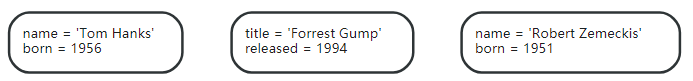 name = 'Tom Hanks'
born = 1956
title = 'Forrest Gump'
released = 1994
name = 'Robert Zemeckis'
born = 1951